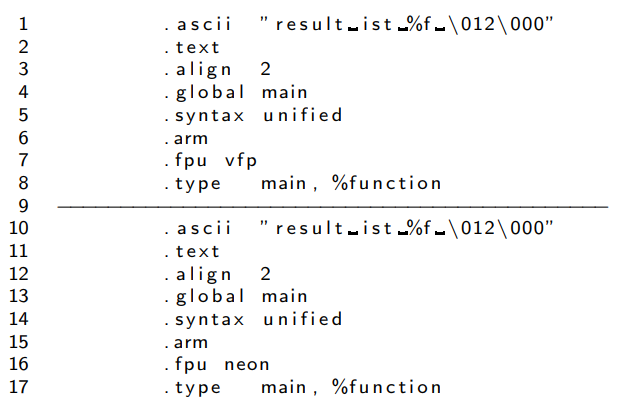 1 .ascii "result␣ist␣%f␣\012\000"
2 .text
3 .align 2
4 .global main
5 .syntax unified
6 .arm
7 .fpu vfp
8 .type main, %function
9
10 .ascii "result␣ist␣%f␣\012\000"
11 .text
12 .align 2
13 .global main
14 .syntax unified
15 .arm
16 .fpu neon
17 .type main, %function